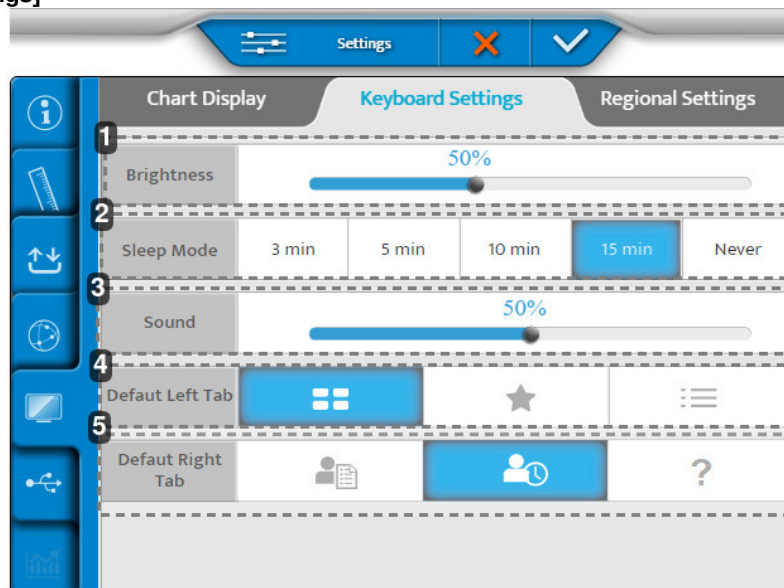 Settings
Chart Display Keyboard Settings Regional Settings
1
Brightness 50%
2
Sleep Mode 3 min 5 min 10 min 15 min Never
3
Sound 50%
4
Defaut Left Tab
5
Defaut Right
Tab ?